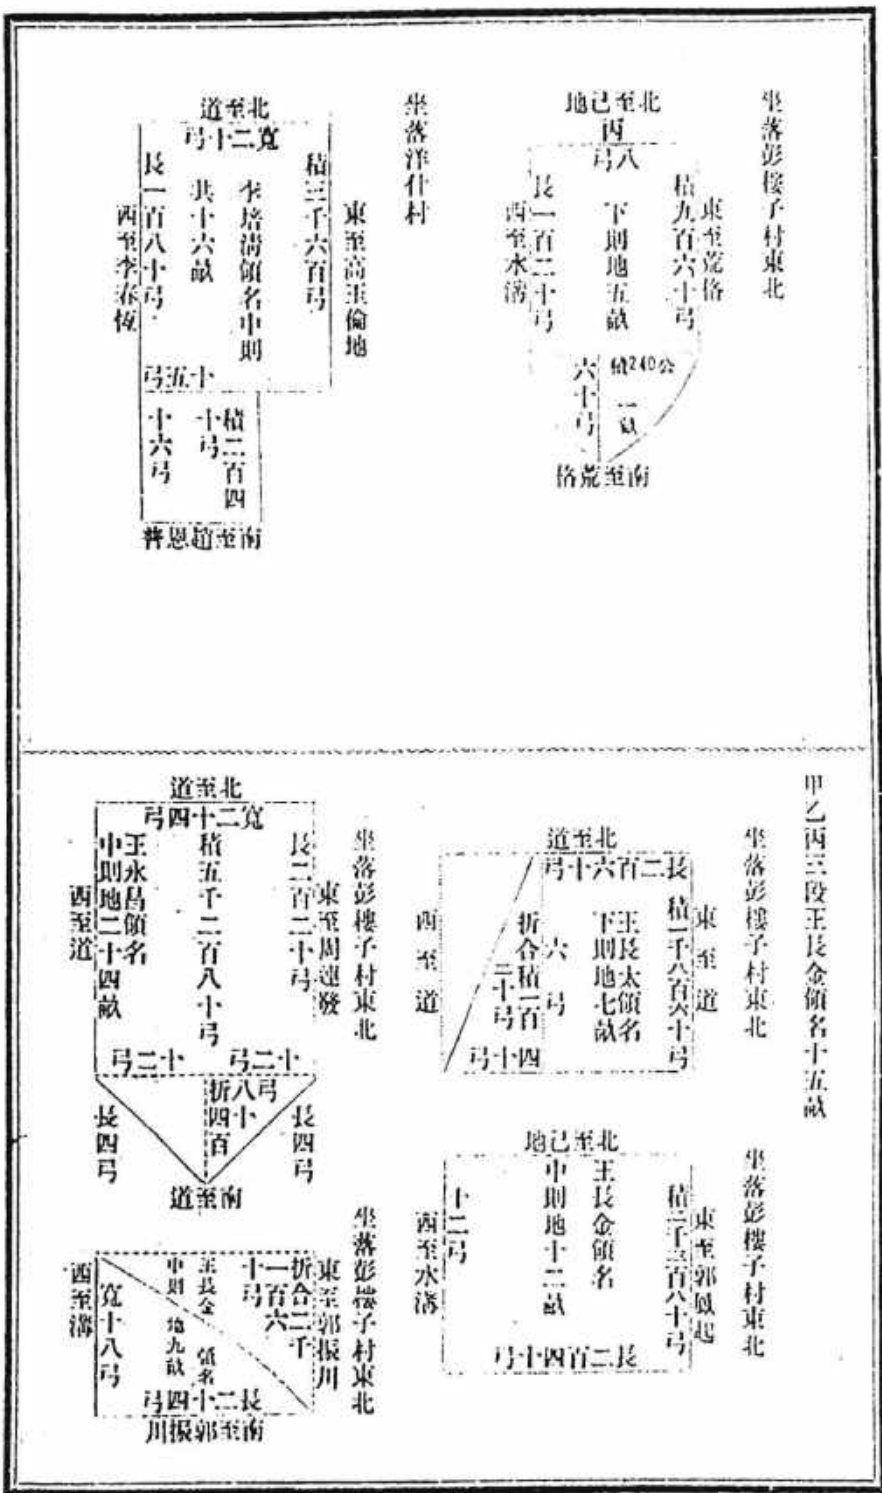 坐落彭樓子村東北
北至己地
丙
八弓
東至荒佫
積九百六十弓
下則地五畝
長一百二十弓
西至水溝
積240公
一畝
六十弓
南至荒佫
坐落洋什村
北至道
寬二十弓
東至高玉倫地
積三千六百弓
李培清領名中則
共十六畝
長一百八十弓
西至李春恆
十五弓
積二百四
十弓
十六弓
南至趙恩普
甲乙丙三段王長金領名十五畝
坐落彭樓子村東北
北至道
長二百六十弓
東至道
積一千八百六十弓
王長太領名
下則地七畝
六弓
折合積一百
二十弓
四十弓
西至道
坐落彭樓子村東北
北至己地
東至郭鳳起
積二千三百八十弓
王長金領名
中則地十二畝
十二弓
西至水溝
長二百四十弓
坐落彭樓子村東北
北至道
寬二十四弓
東至周連發
長二百二十弓
積五千二百八十弓
王永昌領名
中則地二十四畝
西至道
十二弓
十二弓
長四弓
弓
八十
折四百
長四弓
南至道
坐落彭樓子村東北
東至郭振川
折合二千
一百六
十弓
王長金 領名
中則 地九畝
寬十八弓
西至溝
長二十四弓
南至郭振川